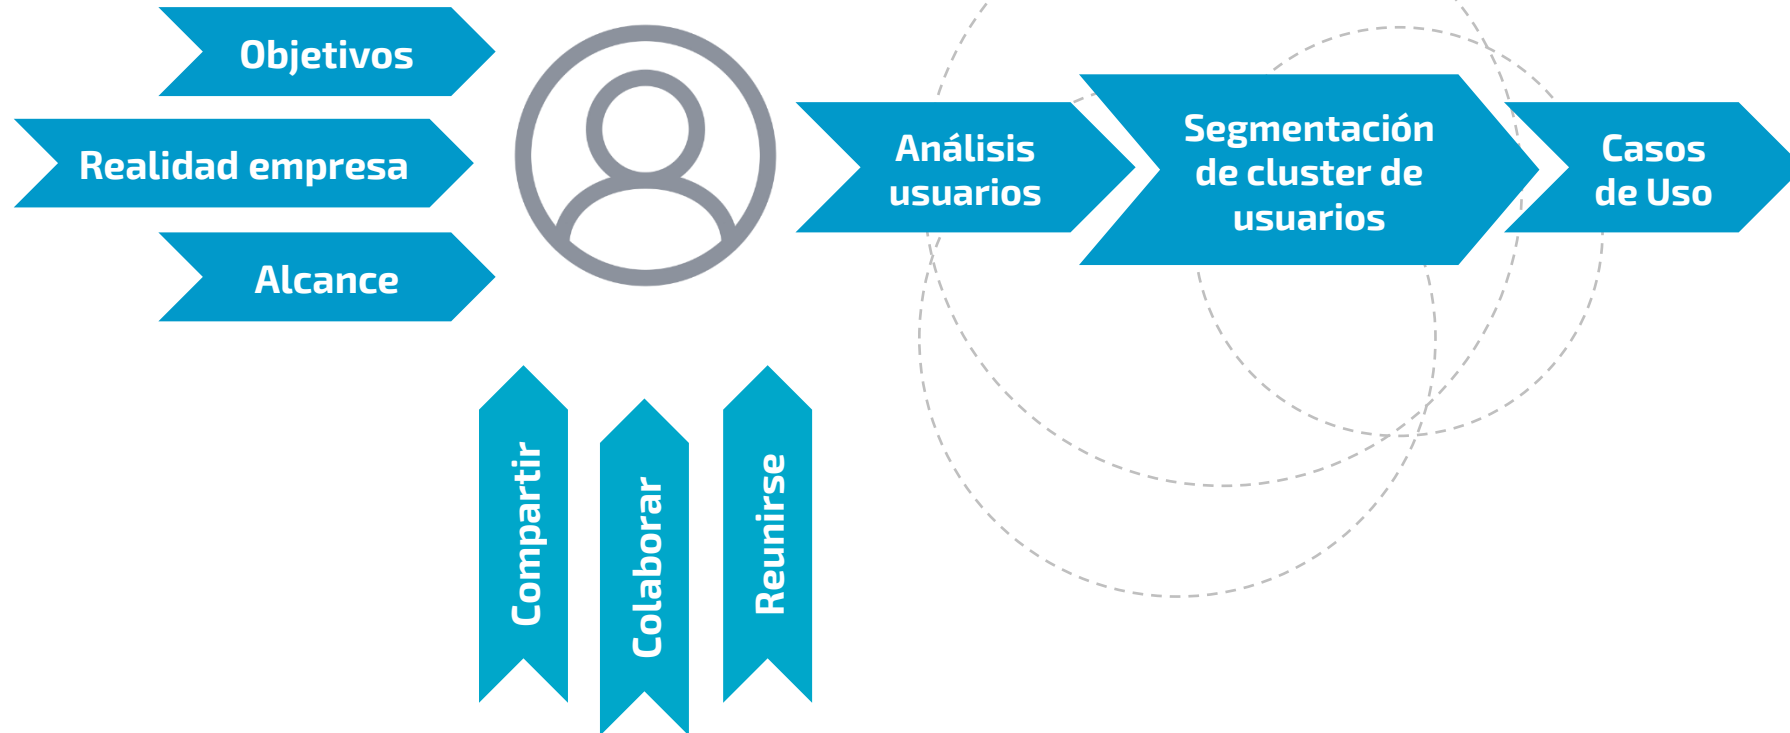 Objetivos
Realidad empresa
Alcance
Análisis
usuarios
Segmentación
de cluster de
usuarios
Casos
de Uso
Compartir
Colaborar
Reunirse